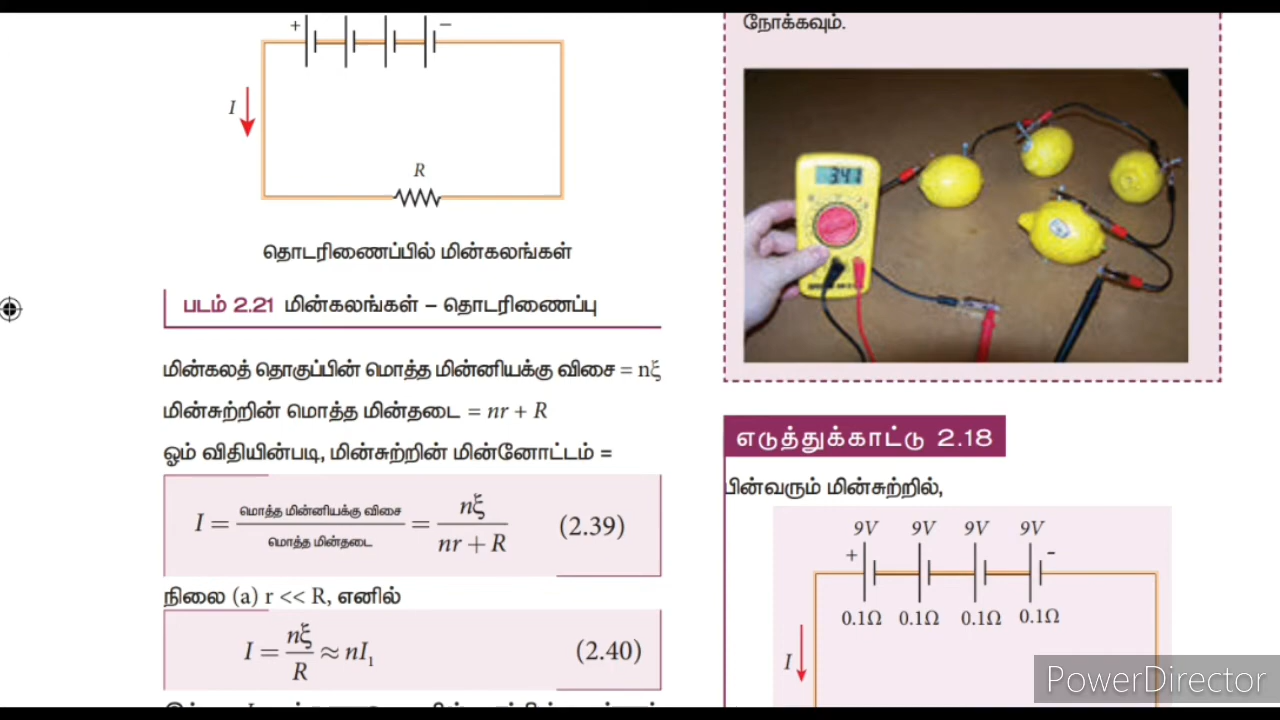 + −
I
R
தொடரிணைப்பில் மின்கலங்கள்
படம் 2.21 மின்கலங்கள் – தொடரிணைப்பு
மின்கலத் தொகுப்பின் மொத்த மின்னியக்கு விசை = nξ
மின்சுற்றின் மொத்த மின்தடை = nr + R
ஓம் விதியின்படி, மின்சுற்றின் மின்னோட்டம் =
I = மொத்த மின்னியக்கு விசை / மொத்த மின்தடை = nξ / nr + R (2.39)
நிலை (a) r << R, எனில்
I = nξ / R ≈ nI₁ (2.40)
நோக்கவும்.
3.41
எடுத்துக்காட்டு 2.18
பின்வரும் மின்சுற்றில்,
9V 9V 9V 9V
+ -
0.1Ω 0.1Ω 0.1Ω 0.1Ω
I
PowerDirector